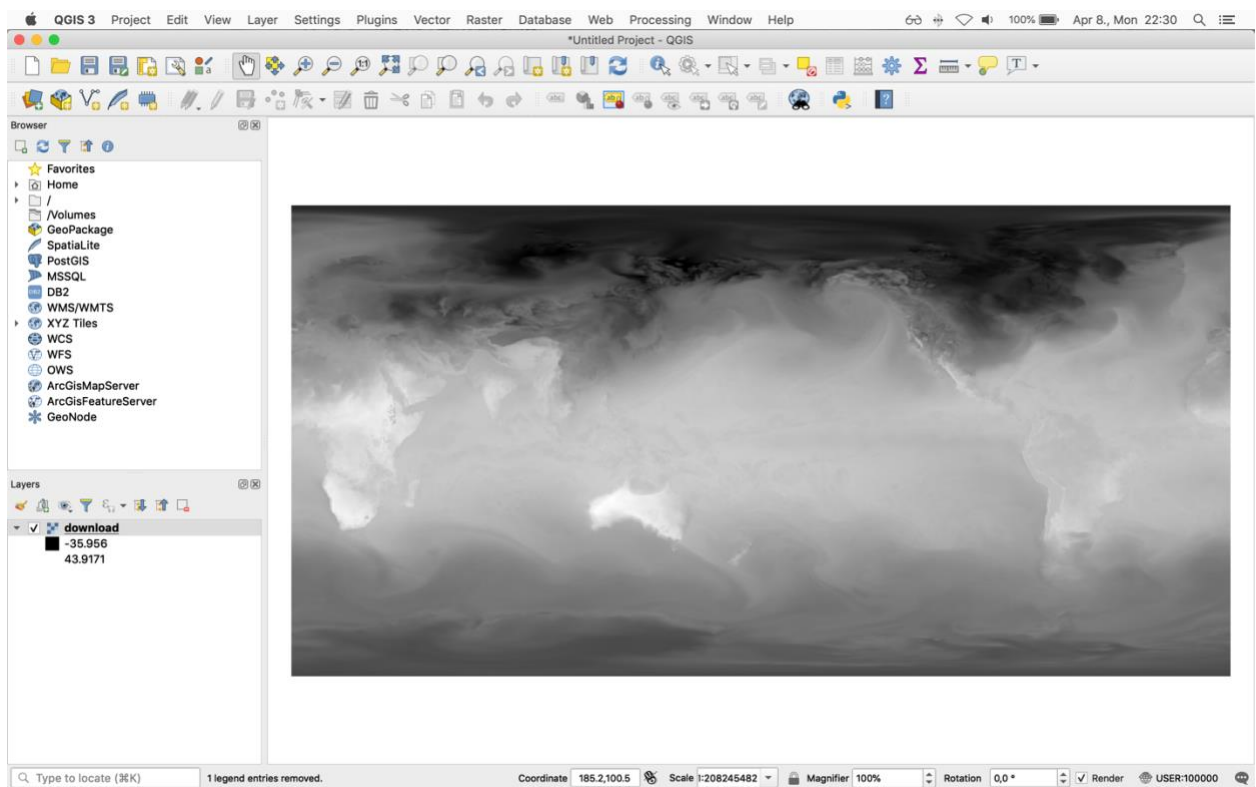 QGIS 3 Project Edit View Layer Settings Plugins Vector Raster Database Web Processing Window Help 100% Apr 8., Mon 22:30
*Untitled Project - QGIS
Browser
Favorites
Home
/
/Volumes
GeoPackage
SpatiaLite
PostGIS
MSSQL
DB2
WMS/WMTS
XYZ Tiles
WCS
WFS
OWS
ArcGisMapServer
ArcGisFeatureServer
GeoNode
Layers
download
-35.956
43.9171
Type to locate (⌘K) 1 legend entries removed. Coordinate 185.2,100.5 Scale 1:208245482 Magnifier 100% Rotation 0,0 ° Render USER:100000